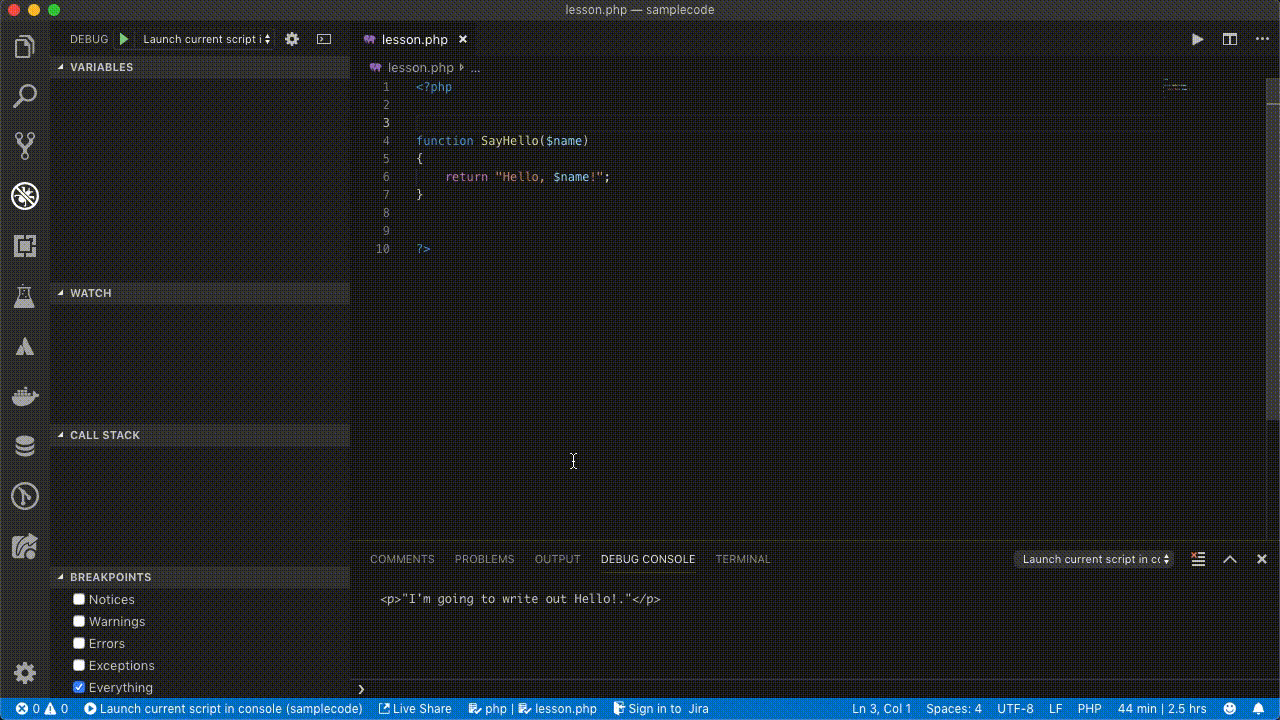 lesson.php — samplecode
DEBUG Launch current script i
lesson.php
VARIABLES
lesson.php ...
1 <?php
2
3
4 function SayHello($name)
5 {
6 return "Hello, $name!";
7 }
8
9
10 ?>
WATCH
CALL STACK
BREAKPOINTS
Notices
Warnings
Errors
Exceptions
Everything
COMMENTS PROBLEMS OUTPUT DEBUG CONSOLE TERMINAL Launch current script in cc
<p>"I'm going to write out Hello!."</p>
❯
0 0 Launch current script in console (samplecode) Live Share php | lesson.php Sign in to Jira Ln 3, Col 1 Spaces: 4 UTF-8 LF PHP 44 min | 2.5 hrs